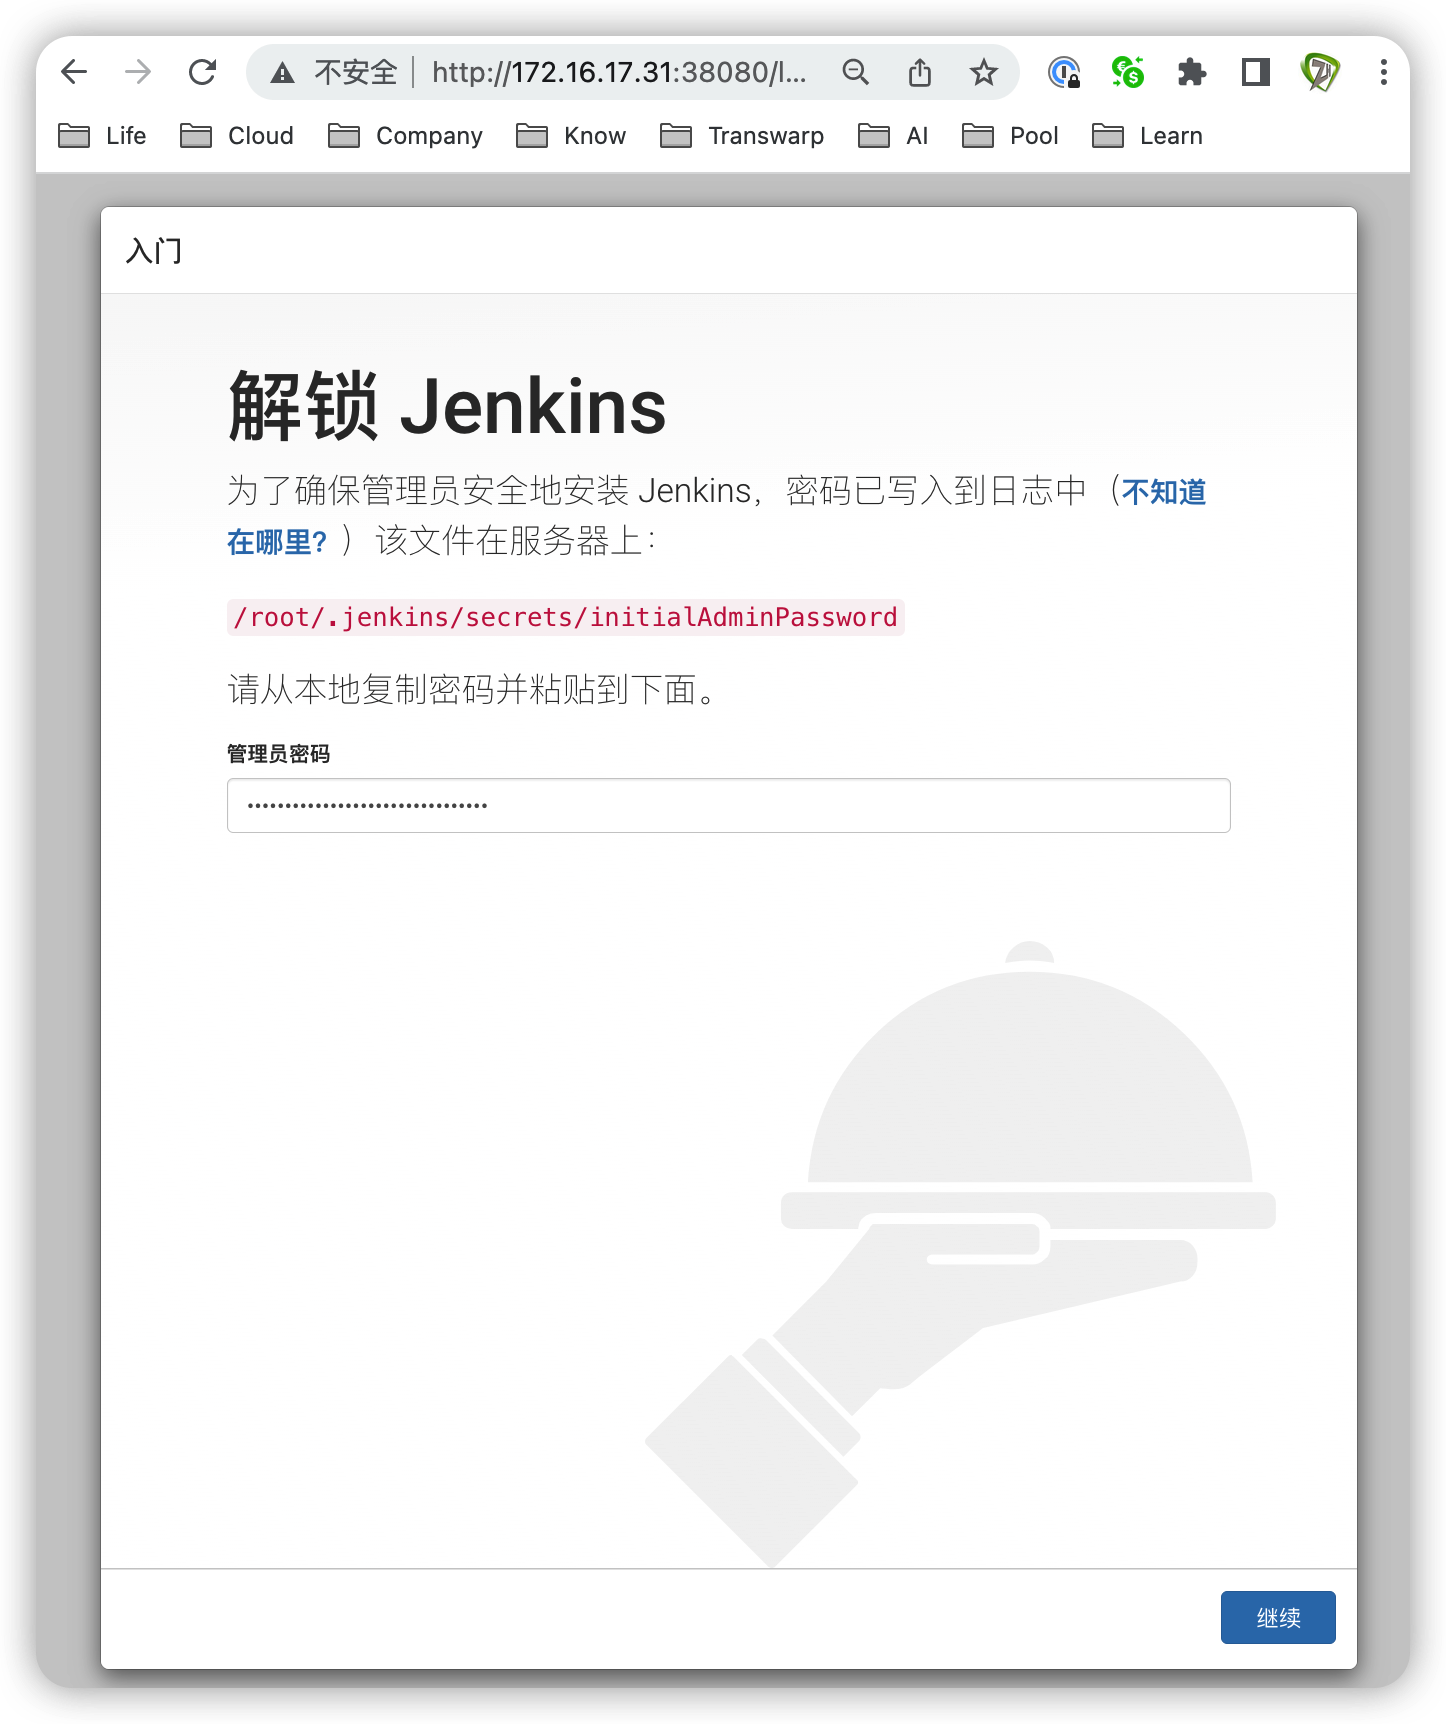 不安全 http://172.16.17.31:38080/l...
Life Cloud Company Know Transwarp AI Pool Learn
入门
解锁 Jenkins
为了确保管理员安全地安装 Jenkins，密码已写入到日志中（不知道
在哪里？）该文件在服务器上：
/root/.jenkins/secrets/initialAdminPassword
请从本地复制密码并粘贴到下面。
管理员密码
继续